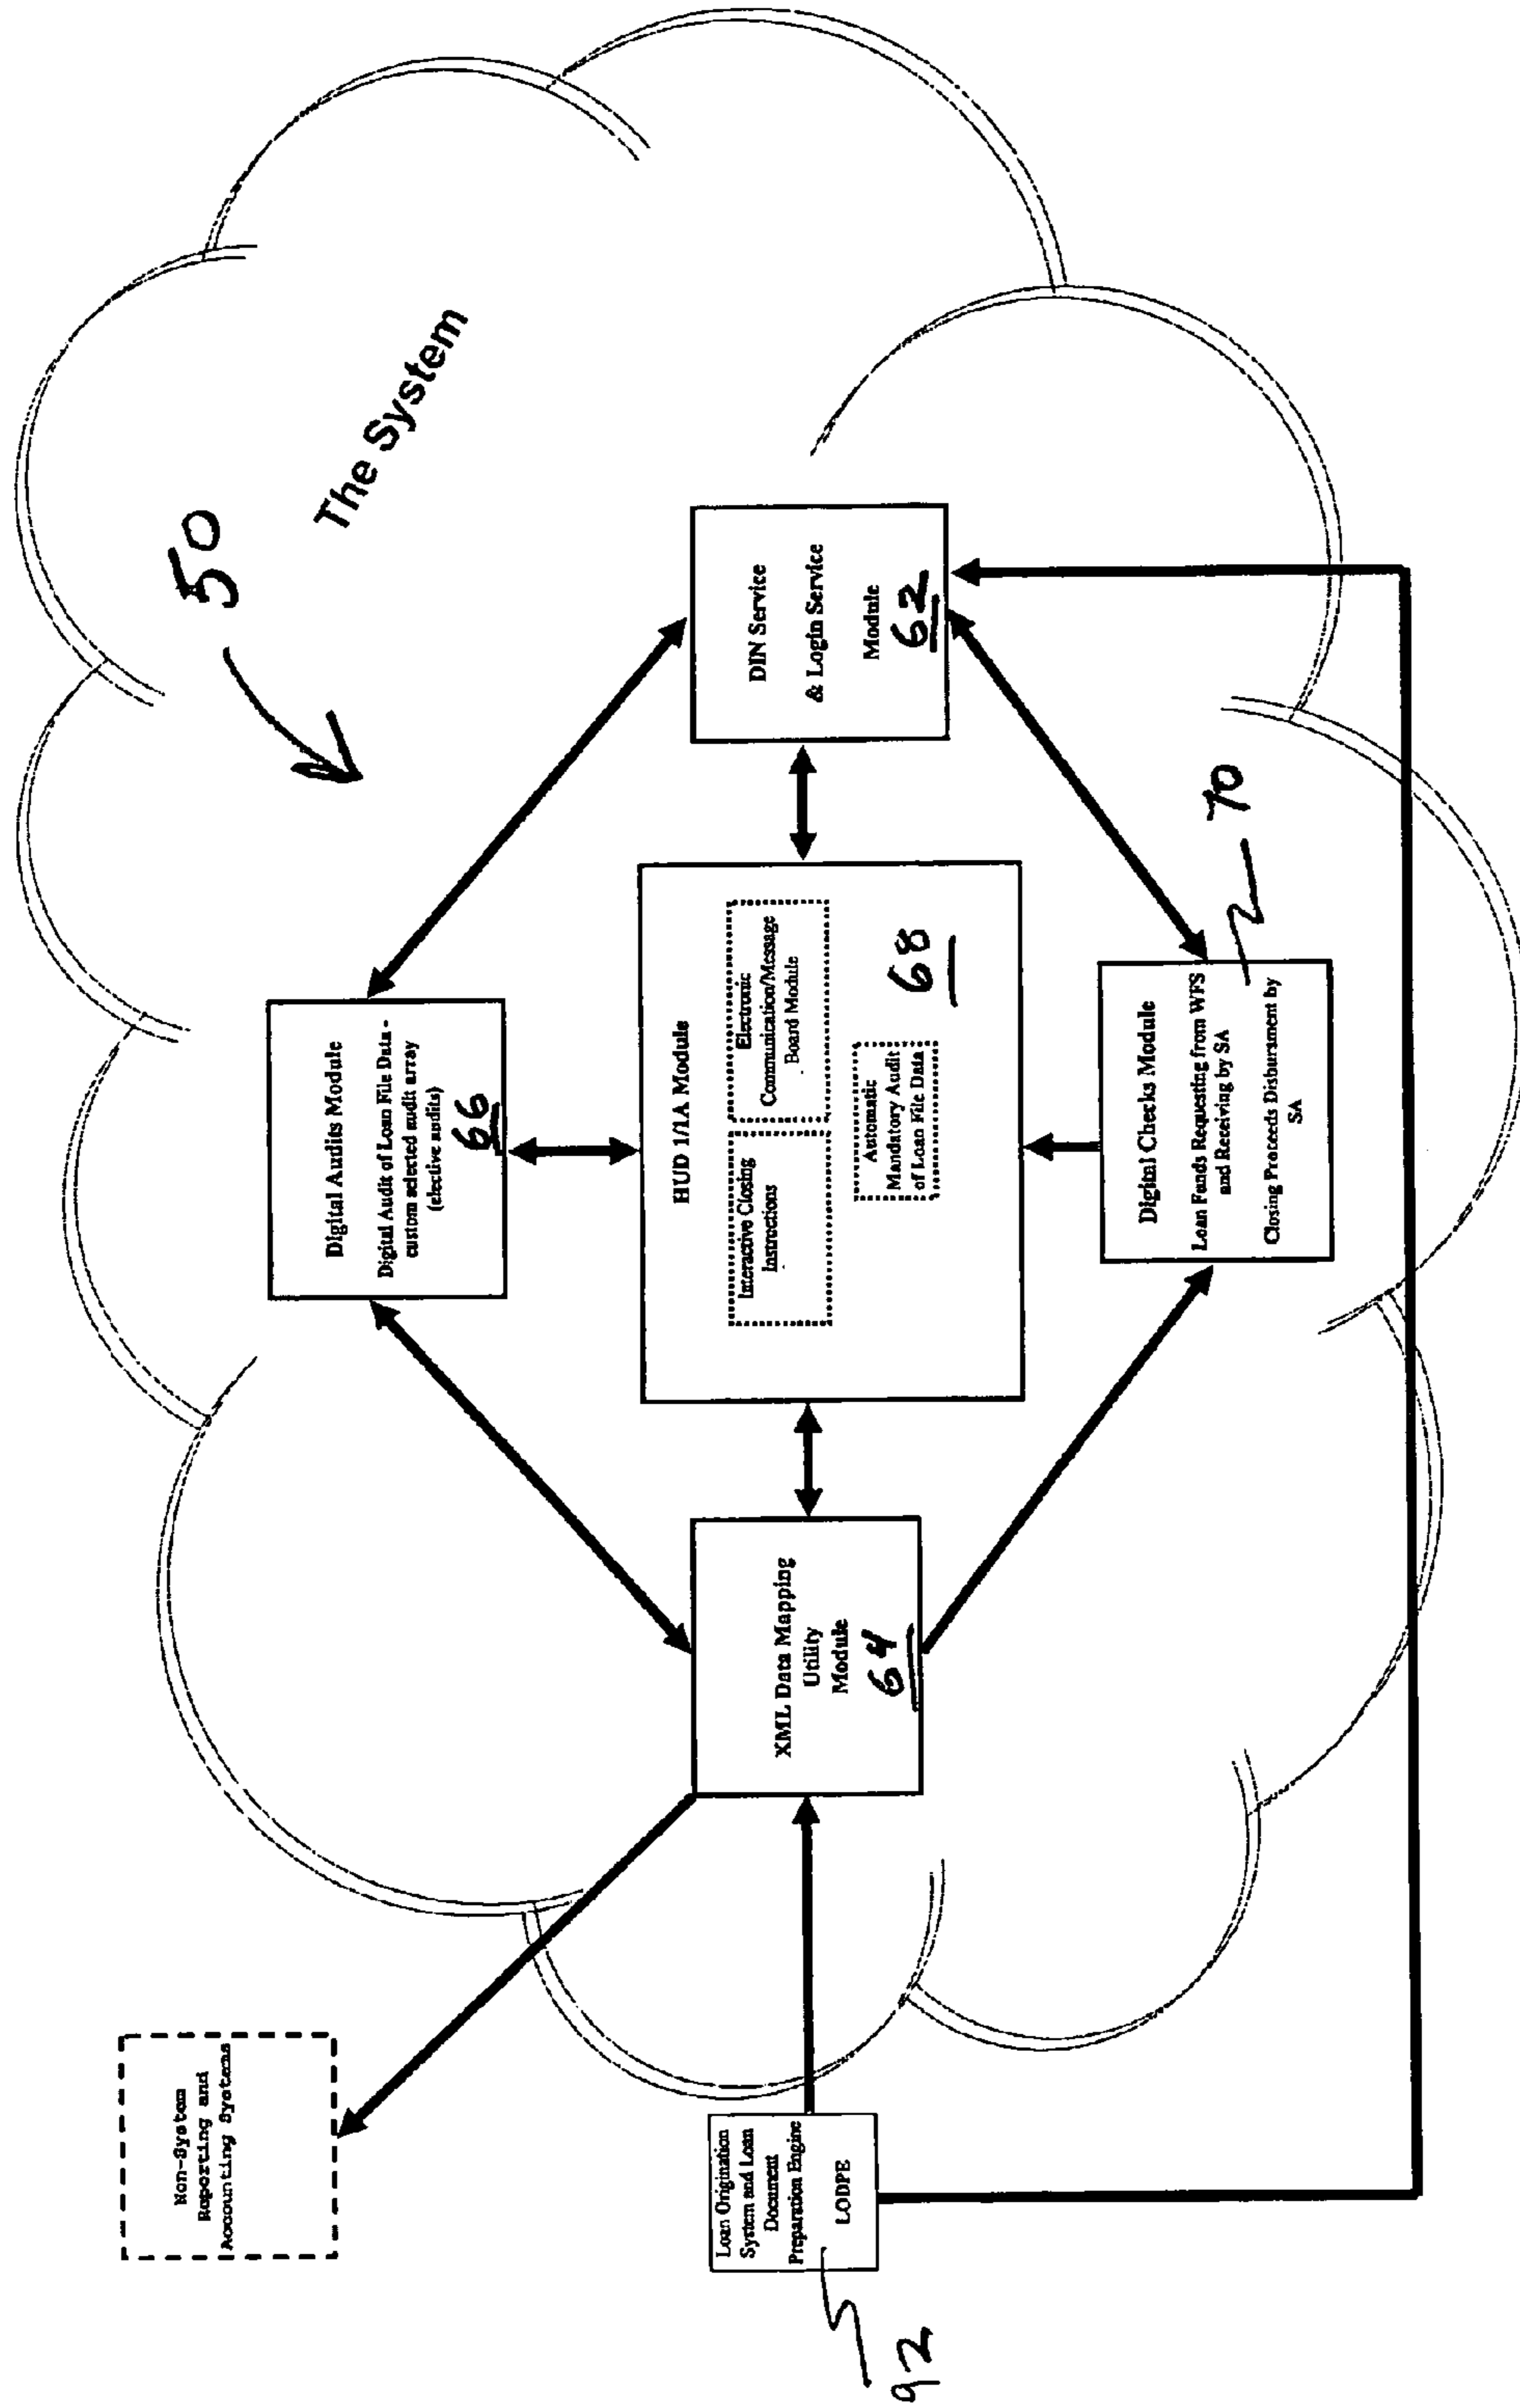 Non-System
Reporting and
Accounting Systems
50
The System
Digital Audits Module
Digital Audit of Loan File Data -
custom selected audit array
(elective audits)
66
Loan Origination
System and Loan
Document
Preparation Engine
LODPE
92
XML Data Mapping
Utility
Module
64
HUD 1/1A Module
Interactive Closing
Instructions
Electronic
Communication/Message
Board Module
Automatic
Mandatory Audit
of Loan File Data
68
DIN Service
& Login Service
Module
62
Digital Checks Module
Loan Funds Requesting from WFS
and Receiving by SA
Closing Proceeds Disbursment by
SA
70